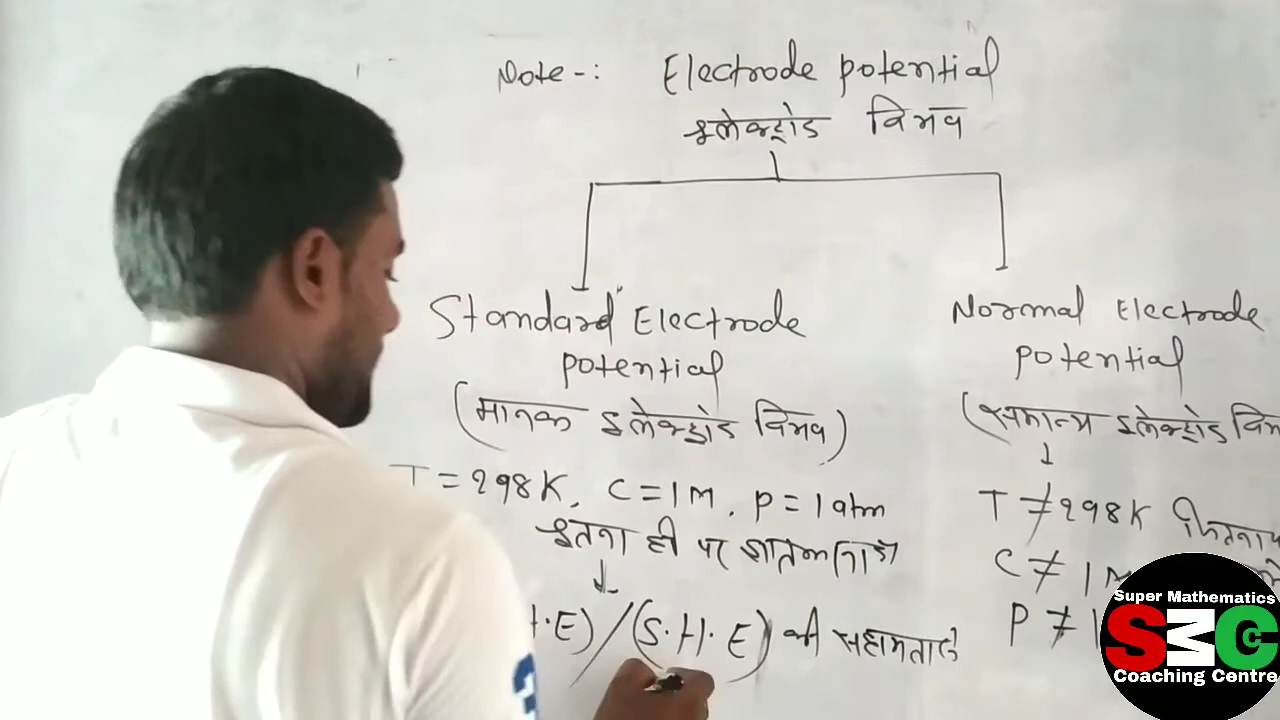 Note -: Electrode potential
इलेक्ट्रोड विभव
Standard Electrode
potential
(मानक इलेक्ट्रोड विभव)
T = 298K, C = 1M, P = 1 atm
इतना ही पर ज्ञात
↓
H.E)/(S.H.E) की सहायता से
Normal Electrode
potential
(सामान्य इलेक्ट्रोड विभ
↓
T ≠ 298K
C ≠ 1M
P ≠ 1
Super Mathematics
SMC
Coaching Centre